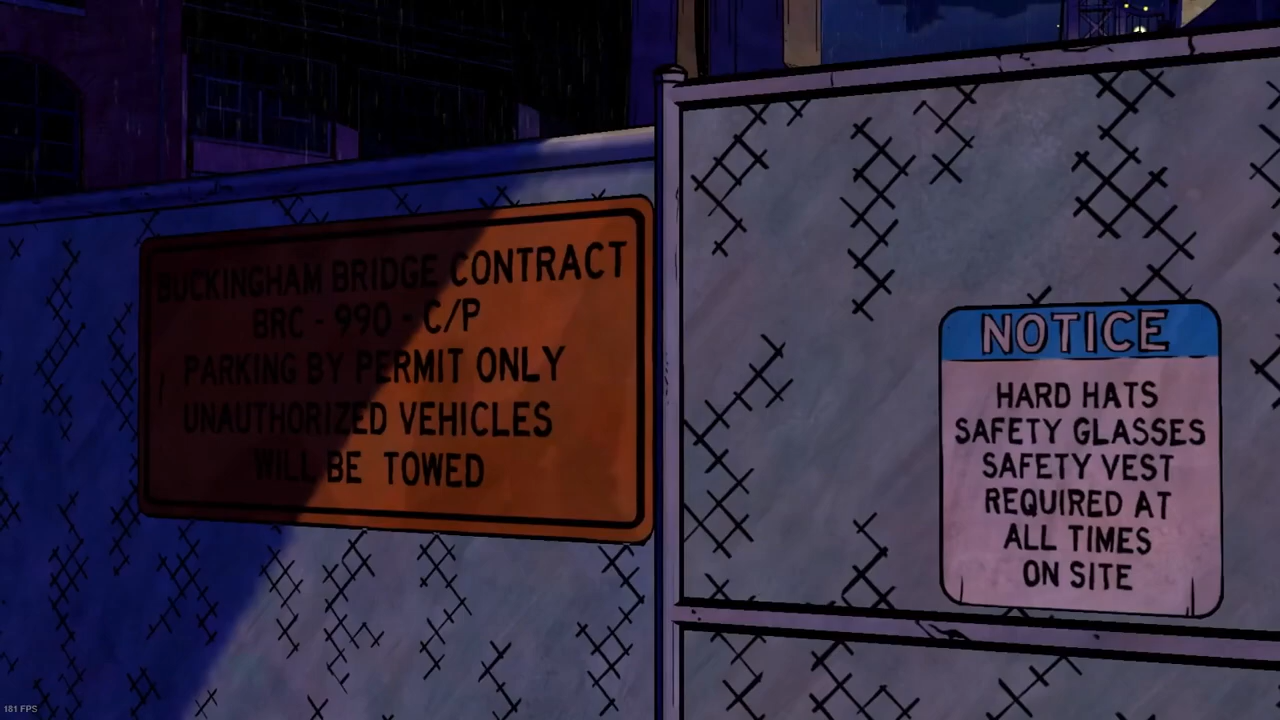 BUCKINGHAM BRIDGE CONTRACT
BRC - 990 - C/P
PARKING BY PERMIT ONLY
UNAUTHORIZED VEHICLES
WILL BE TOWED
NOTICE
HARD HATS
SAFETY GLASSES
SAFETY VEST
REQUIRED AT
ALL TIMES
ON SITE
181 FPS